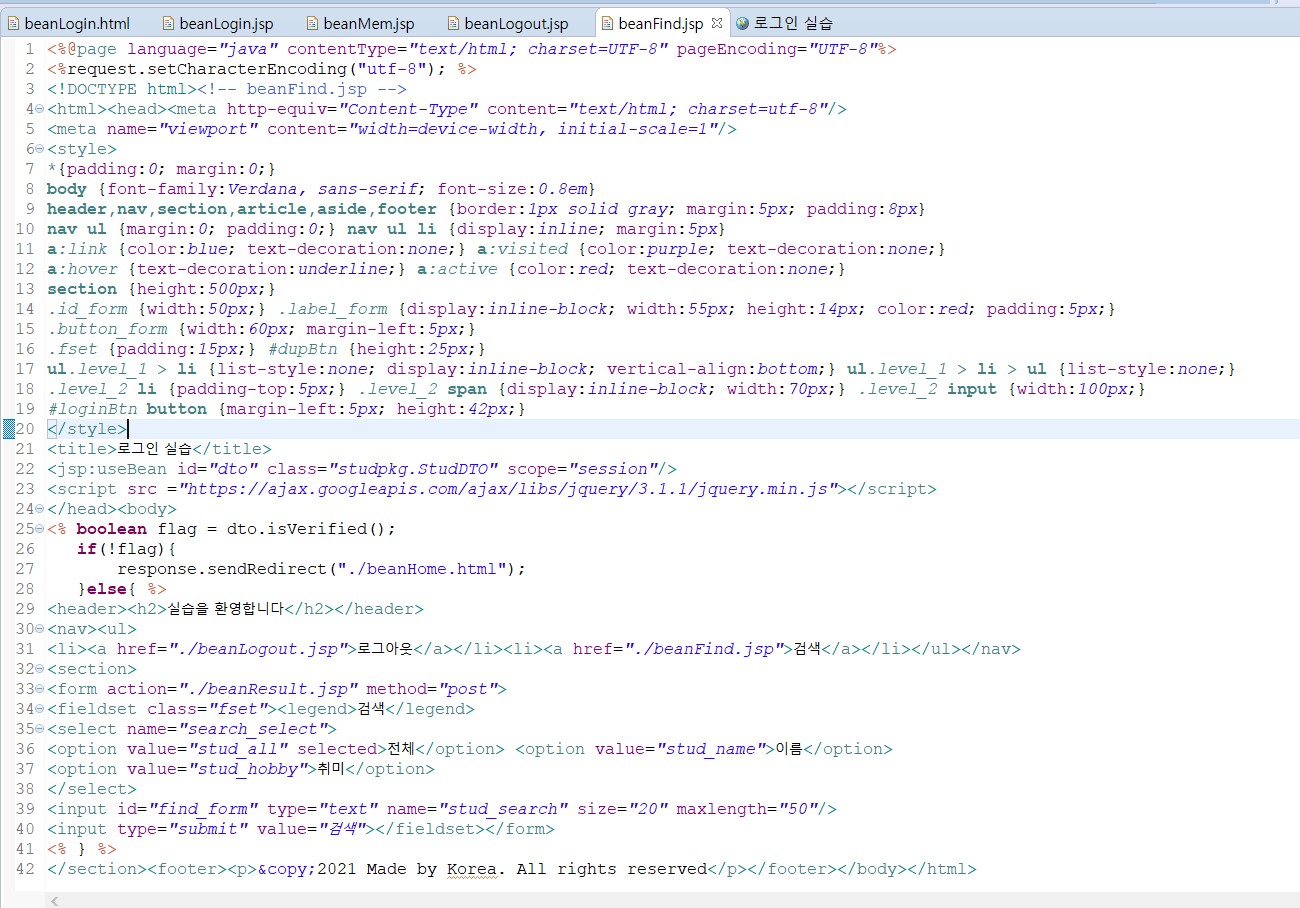 beanLogin.html beanLogin.jsp beanMem.jsp beanLogout.jsp beanFind.jsp 로그인 실습
1 <%@page language="java" contentType="text/html; charset=UTF-8" pageEncoding="UTF-8"%>
2 <%request.setCharacterEncoding("utf-8"); %>
3 <!DOCTYPE html><!-- beanFind.jsp -->
4 <html><head><meta http-equiv="Content-Type" content="text/html; charset=utf-8"/>
5 <meta name="viewport" content="width=device-width, initial-scale=1"/>
6 <style>
7 *{padding:0; margin:0;}
8 body {font-family:Verdana, sans-serif; font-size:0.8em}
9 header,nav,section,article,aside,footer {border:1px solid gray; margin:5px; padding:8px}
10 nav ul {margin:0; padding:0;} nav ul li {display:inline; margin:5px}
11 a:link {color:blue; text-decoration:none;} a:visited {color:purple; text-decoration:none;}
12 a:hover {text-decoration:underline;} a:active {color:red; text-decoration:none;}
13 section {height:500px;}
14 .id_form {width:50px;} .label_form {display:inline-block; width:55px; height:14px; color:red; padding:5px;}
15 .button_form {width:60px; margin-left:5px;}
16 .fset {padding:15px;} #dupBtn {height:25px;}
17 ul.level_1 > li {list-style:none; display:inline-block; vertical-align:bottom;} ul.level_1 > li > ul {list-style:none;}
18 .level_2 li {padding-top:5px;} .level_2 span {display:inline-block; width:70px;} .level_2 input {width:100px;}
19 #loginBtn button {margin-left:5px; height:42px;}
20 </style>
21 <title>로그인 실습</title>
22 <jsp:useBean id="dto" class="studpkg.StudDTO" scope="session"/>
23 <script src ="https://ajax.googleapis.com/ajax/libs/jquery/3.1.1/jquery.min.js"></script>
24 </head><body>
25 <% boolean flag = dto.isVerified();
26 if(!flag){
27 response.sendRedirect("./beanHome.html");
28 }else{ %>
29 <header><h2>실습을 환영합니다</h2></header>
30 <nav><ul>
31 <li><a href="./beanLogout.jsp">로그아웃</a></li><li><a href="./beanFind.jsp">검색</a></li></ul></nav>
32 <section>
33 <form action="./beanResult.jsp" method="post">
34 <fieldset class="fset"><legend>검색</legend>
35 <select name="search_select">
36 <option value="stud_all" selected>전체</option> <option value="stud_name">이름</option>
37 <option value="stud_hobby">취미</option>
38 </select>
39 <input id="find_form" type="text" name="stud_search" size="20" maxlength="50"/>
40 <input type="submit" value="검색"></fieldset></form>
41 <% } %>
42 </section><footer><p>&copy;2021 Made by Korea. All rights reserved</p></footer></body></html>